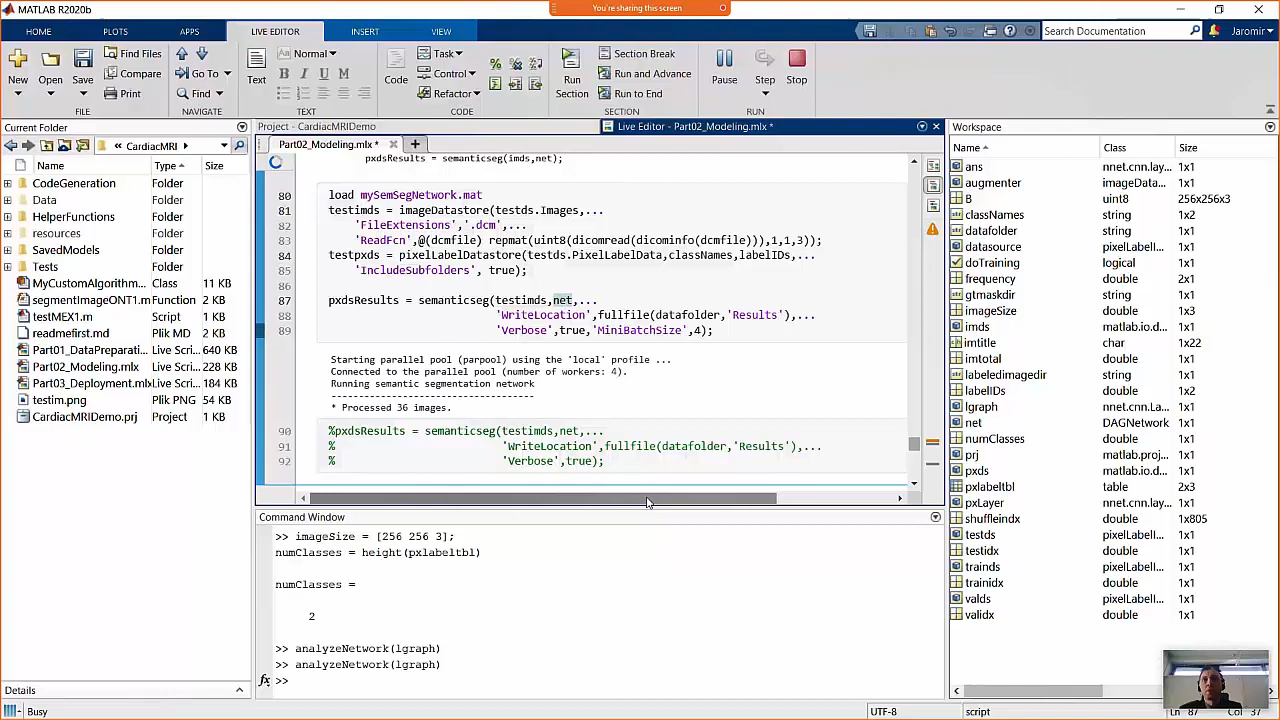 MATLAB R2020b
You're sharing this screen
HOME PLOTS APPS LIVE EDITOR INSERT VIEW
Search Documentation
Jaromir
New Open Save
Find Files
Compare
Print
Go To
Find
Text
Normal
B I U M
Code
Task
Control
Refactor
Run Section
Section Break
Run and Advance
Run to End
Pause Step Stop
FILE NAVIGATE TEXT CODE SECTION RUN
Current Folder
CardiacMRI
Name Type Size
CodeGeneration Folder
Data Folder
HelperFunctions Folder
resources Folder
SavedModels Folder
Tests Folder
MyCustomAlgorithm... Class 11 KB
segmentImageONT1.m Function 2 KB
testMEX1.m Script 1 KB
readmefirst.md Plik MD 2 KB
Part01_DataPreparati... Live Scri... 640 KB
Part02_Modeling.mlx Live Scri... 228 KB
Part03_Deployment.mlx Live Scri... 184 KB
testim.png Plik PNG 54 KB
CardiacMRIDemo.prj Project 1 KB
Details
Busy
Project - CardiacMRIDemo
Live Editor - Part02_Modeling.mlx *
Part02_Modeling.mlx *
pxdsResults = semanticseg(imds,net);
80 load mySemSegNetwork.mat
81 testimds = imageDatastore(testds.Images,...
82 'FileExtensions','.dcm',...
83 'ReadFcn',@(dcmfile) repmat(uint8(dicomread(dicominfo(dcmfile))),1,1,3));
84 testpxds = pixelLabelDatastore(testds.PixelLabelData,classNames,labelIDs,...
85 'IncludeSubfolders', true);
86
87 pxdsResults = semanticseg(testimds,net,...
88 'WriteLocation',fullfile(datafolder,'Results'),...
89 'Verbose',true,'MiniBatchSize',4);
Starting parallel pool (parpool) using the 'local' profile ...
Connected to the parallel pool (number of workers: 4).
Running semantic segmentation network
-------------------------------------
* Processed 36 images.
90 %pxdsResults = semanticseg(testimds,net,...
91 % 'WriteLocation',fullfile(datafolder,'Results'),...
92 % 'Verbose',true);
Command Window
>> imageSize = [256 256 3];
numClasses = height(pxlabeltbl)
numClasses =
2
>> analyzeNetwork(lgraph)
>> analyzeNetwork(lgraph)
fx >>
Workspace
Name Class Size
ans nnet.cnn.lay... 1x1
augmenter imageData... 1x1
B uint8 256x256x3
classNames string 1x2
datafolder string 1x1
datasource pixelLabell... 1x1
doTraining logical 1x1
frequency double 2x1
gtmaskdir string 1x1
imageSize double 1x3
imds matlab.io.d... 1x1
imtitle char 1x22
imtotal double 1x1
labeledimagedir string 1x1
labelIDs double 1x2
lgraph nnet.cnn.La... 1x1
net DAGNetwork 1x1
numClasses double 1x1
prj matlab.proj... 1x1
pxds matlab.io.d... 1x1
pxlabeltbl table 2x3
pxLayer nnet.cnn.lay... 1x1
shuffleindx double 1x805
testds pixelLabell... 1x1
testidx double 1x1
trainds pixelLabell... 1x1
trainidx double 1x1
valds pixelLabell... 1x1
validx double 1x1
UTF-8 script Ln 87 Col 37